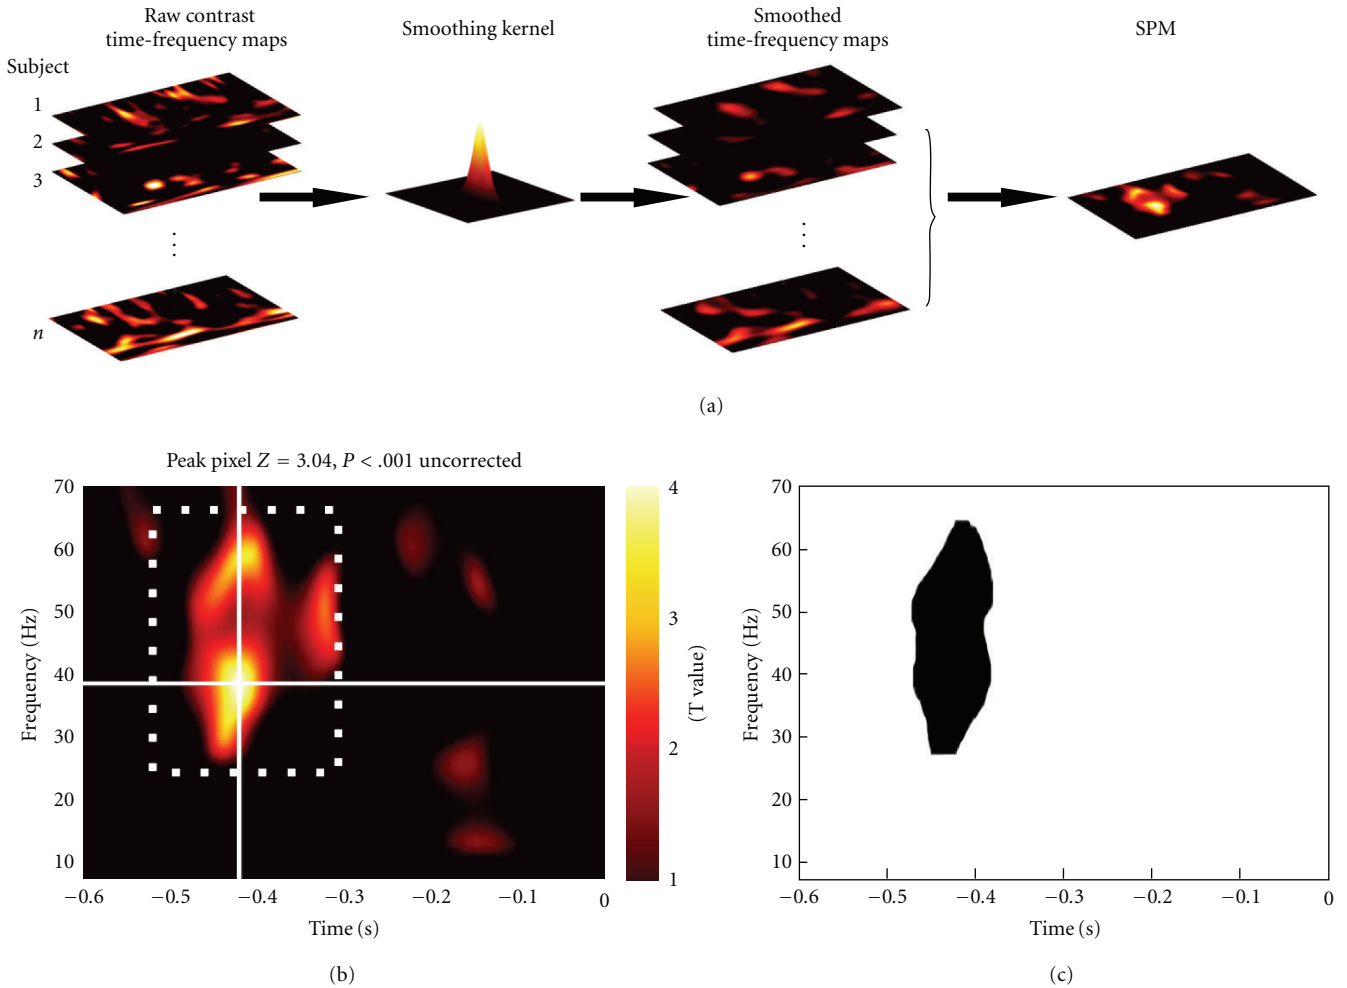 (a)
Raw contrast
time-frequency maps
Smoothing kernel
Smoothed
time-frequency maps
SPM
Subject
1
2
3
⋮
n
⋮
(a)
Peak pixel Z = 3.04, P < .001 uncorrected
70
60
50
40
30
20
10
Frequency (Hz)
−0.6 −0.5 −0.4 −0.3 −0.2 −0.1 0
Time (s)
4
3
2
1
(T value)
(b)
70
60
50
40
30
20
10
Frequency (Hz)
−0.6 −0.5 −0.4 −0.3 −0.2 −0.1 0
Time (s)
(c)